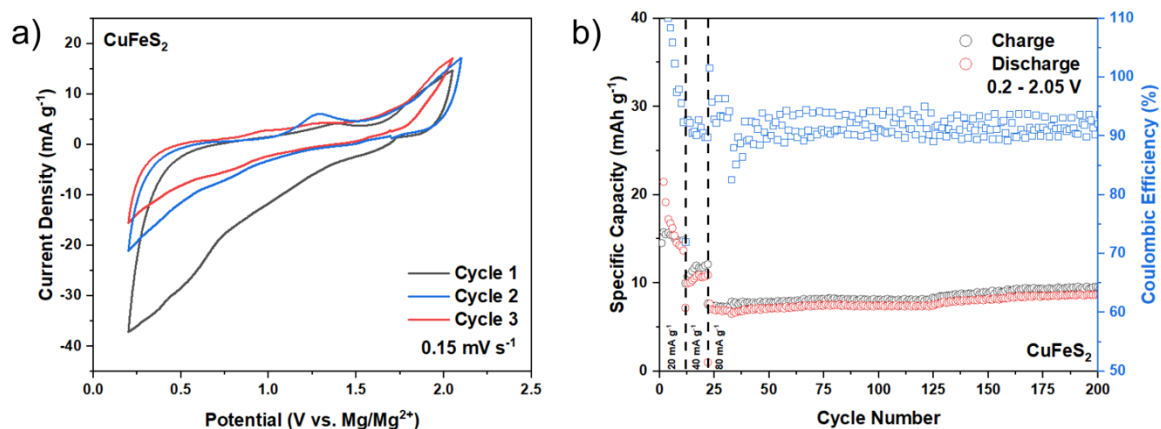 a)
CuFeS₂
20
10
0
-10
-20
-30
-40
Current Density (mA g⁻¹)
Cycle 1
Cycle 2
Cycle 3
0.15 mV s⁻¹
0.0
0.5
1.0
1.5
2.0
2.5
Potential (V vs. Mg/Mg²⁺)
b)
40
30
20
10
0
Specific Capacity (mAh g⁻¹)
Charge
Discharge
0.2 - 2.05 V
20 mA g⁻¹
40 mA g⁻¹
80 mA g⁻¹
CuFeS₂
110
100
90
80
70
60
50
Coulombic Efficiency (%)
0
25
50
75
100
125
150
175
200
Cycle Number